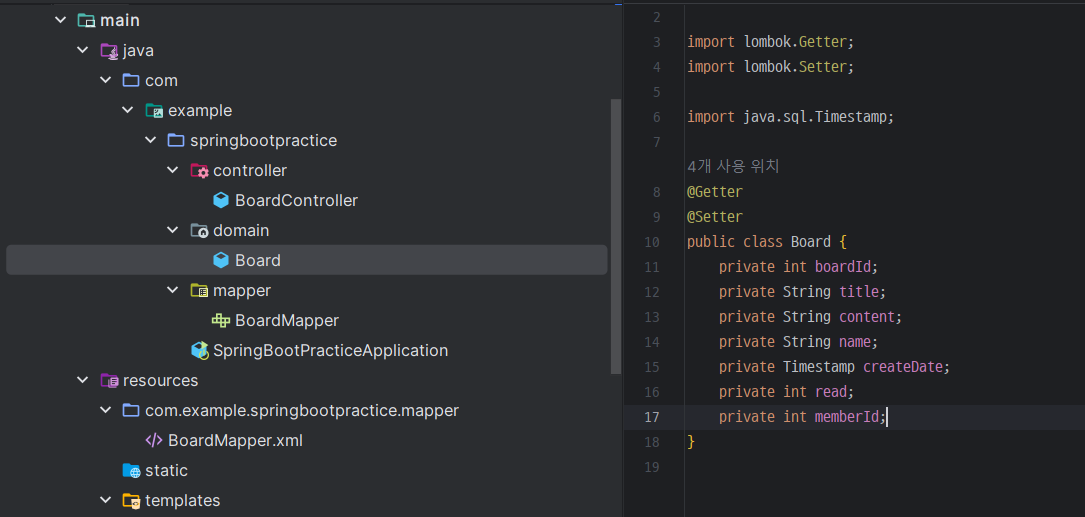 main
java
com
example
springbootpractice
controller
BoardController
domain
Board
mapper
BoardMapper
SpringBootPracticeApplication
resources
com.example.springbootpractice.mapper
BoardMapper.xml
static
templates
2
3 import lombok.Getter;
4 import lombok.Setter;
5
6 import java.sql.Timestamp;
7
4개 사용 위치
8 @Getter
9 @Setter
10 public class Board {
11 private int boardId;
12 private String title;
13 private String content;
14 private String name;
15 private Timestamp createDate;
16 private int read;
17 private int memberId;
18 }
19